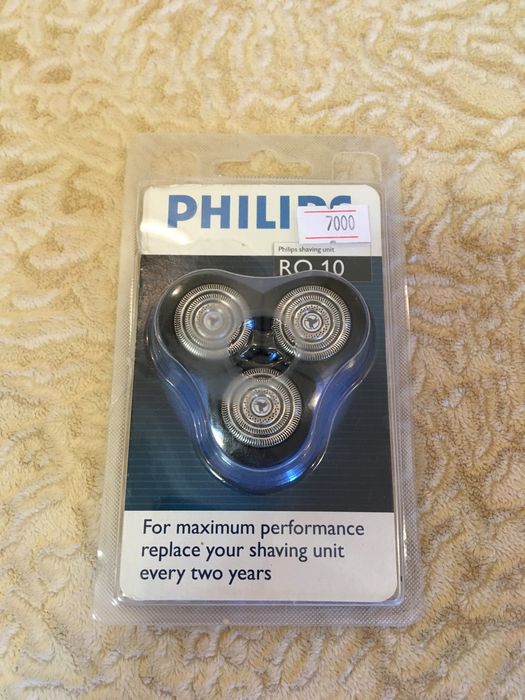 PHILIPS
7000
Philips shaving unit
RQ 10
For maximum performance
replace your shaving unit
every two years